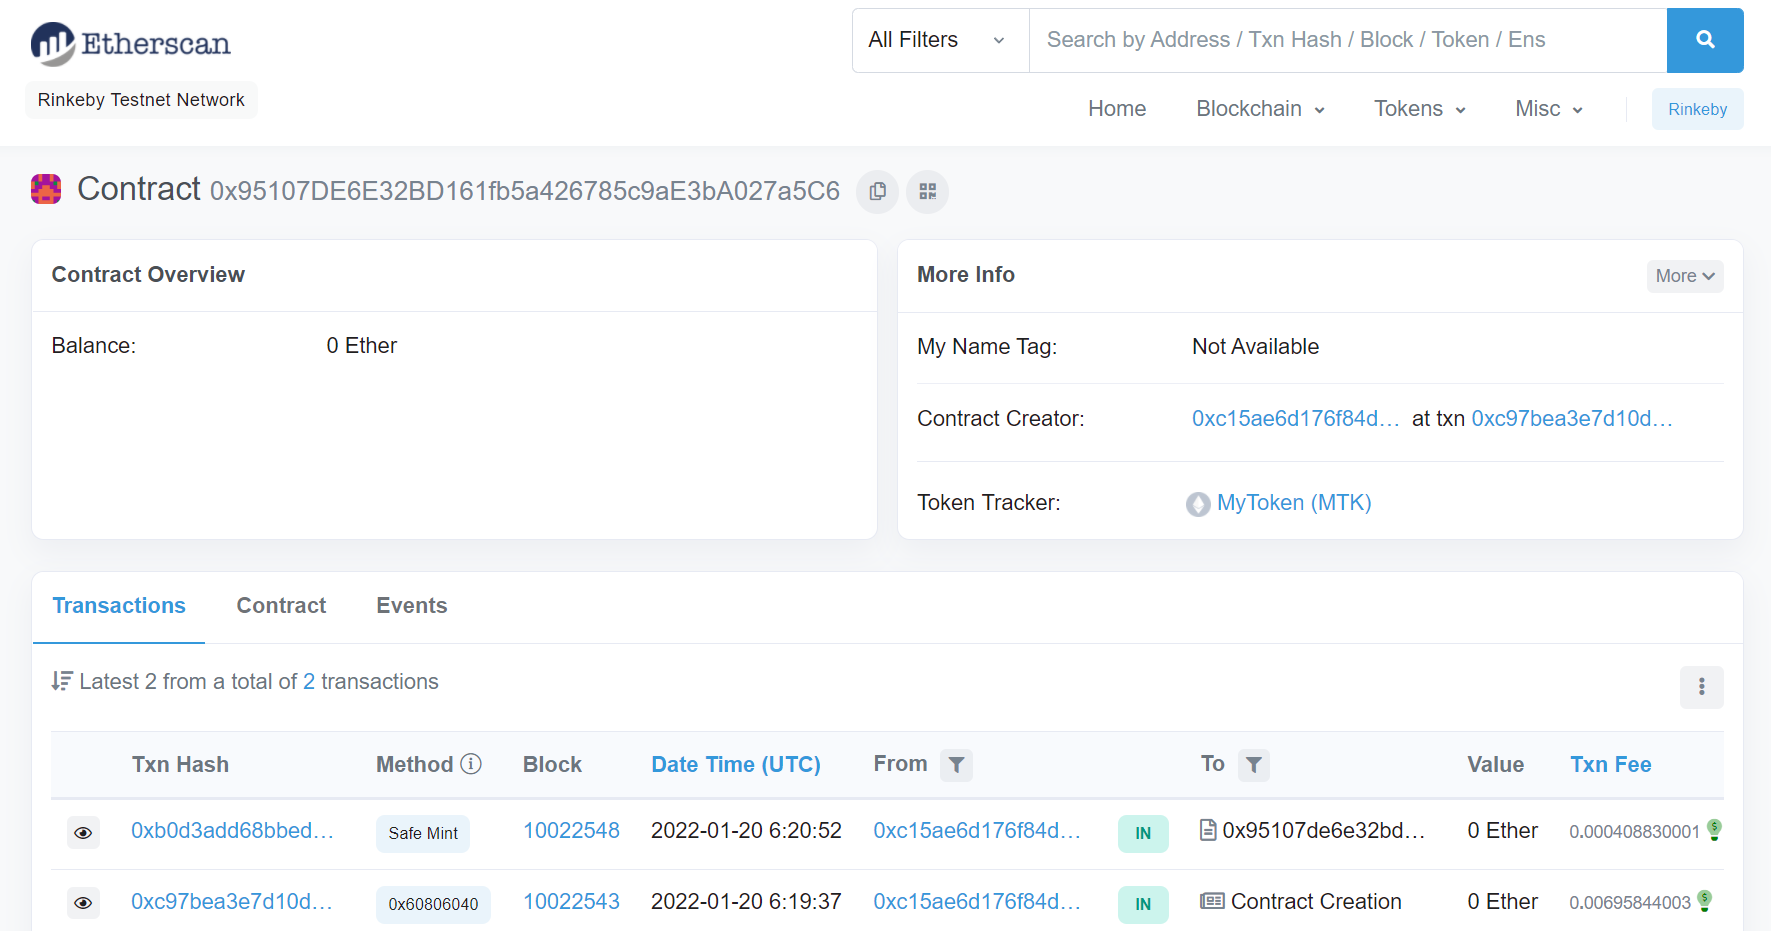 Etherscan
All Filters
Search by Address / Txn Hash / Block / Token / Ens
Rinkeby Testnet Network
Home Blockchain Tokens Misc Rinkeby
Contract 0x95107DE6E32BD161fb5a426785c9aE3bA027a5C6
Contract Overview
Balance: 0 Ether
More Info More
My Name Tag: Not Available
Contract Creator: 0xc15ae6d176f84d... at txn 0xc97bea3e7d10d...
Token Tracker: MyToken (MTK)
Transactions Contract Events
Latest 2 from a total of 2 transactions
Txn Hash Method Block Date Time (UTC) From To Value Txn Fee
0xb0d3add68bbed... Safe Mint 10022548 2022-01-20 6:20:52 0xc15ae6d176f84d... IN 0x95107de6e32bd... 0 Ether 0.000408830001
0xc97bea3e7d10d... 0x60806040 10022543 2022-01-20 6:19:37 0xc15ae6d176f84d... IN Contract Creation 0 Ether 0.00695844003